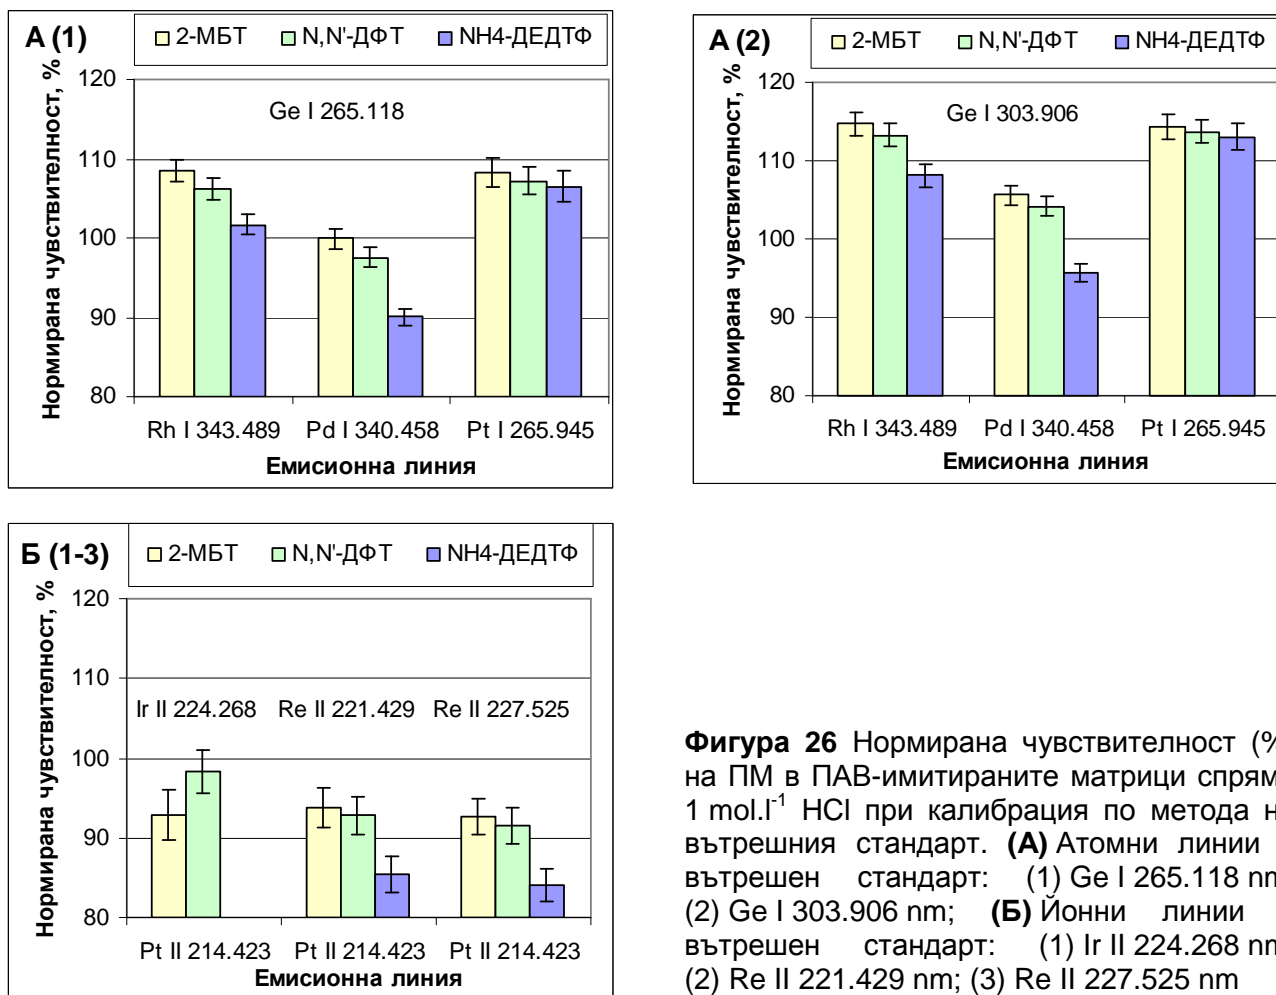 А (1)
2-МБТ N,N'-ДФТ NH4-ДЕДТФ
Нормирана чувствителност, %
120
110
100
90
80
Ge I 265.118
Rh I 343.489 Pd I 340.458 Pt I 265.945
Емисионна линия
А (2)
2-МБТ N,N'-ДФТ NH4-ДЕДТФ
Нормирана чувствителност, %
120
110
100
90
80
Ge I 303.906
Rh I 343.489 Pd I 340.458 Pt I 265.945
Емисионна линия
Б (1-3)
2-МБТ N,N'-ДФТ NH4-ДЕДТФ
Нормирана чувствителност, %
120
110
100
90
80
Ir II 224.268 Re II 221.429 Re II 227.525
Pt II 214.423 Pt II 214.423 Pt II 214.423
Емисионна линия
Фигура 26 Нормирана чувствителност (%
на ПМ в ПАВ-имитираните матрици спрям
1 mol.l⁻¹ HCl при калибрация по метода н
вътрешния стандарт. (А) Атомни линии
вътрешен стандарт: (1) Ge I 265.118 nm
(2) Ge I 303.906 nm; (Б) Йонни линии
вътрешен стандарт: (1) Ir II 224.268 nm
(2) Re II 221.429 nm; (3) Re II 227.525 nm